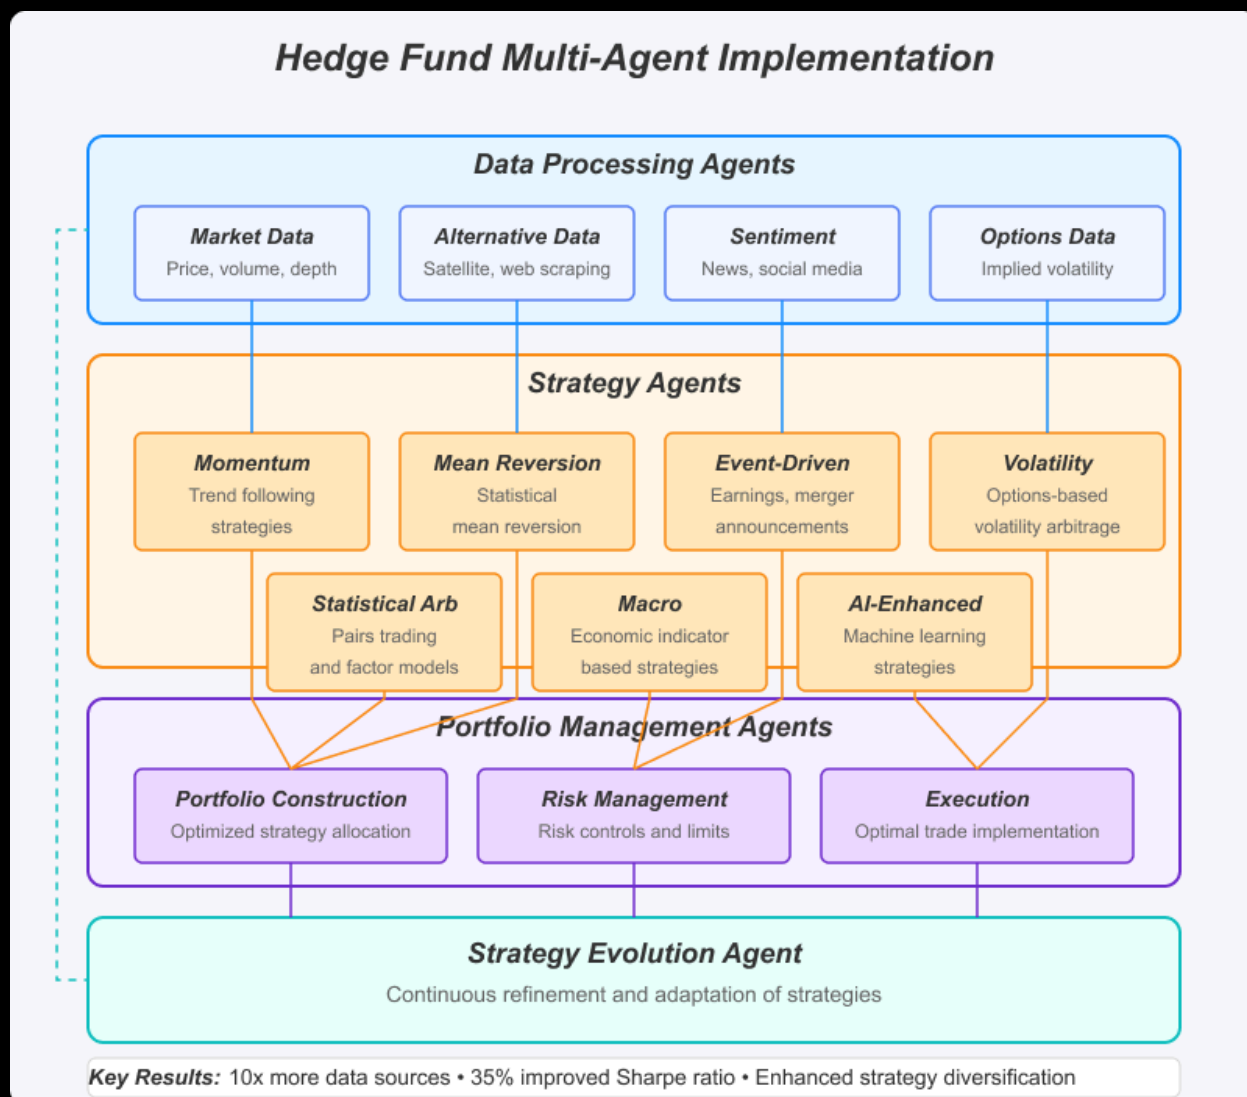 Hedge Fund Multi-Agent Implementation
Data Processing Agents
Market Data
Price, volume, depth
Alternative Data
Satellite, web scraping
Sentiment
News, social media
Options Data
Implied volatility
Strategy Agents
Momentum
Trend following
strategies
Mean Reversion
Statistical
mean reversion
Event-Driven
Earnings, merger
announcements
Volatility
Options-based
volatility arbitrage
Statistical Arb
Pairs trading
and factor models
Macro
Economic indicator
based strategies
AI-Enhanced
Machine learning
strategies
Portfolio Management Agents
Portfolio Construction
Optimized strategy allocation
Risk Management
Risk controls and limits
Execution
Optimal trade implementation
Strategy Evolution Agent
Continuous refinement and adaptation of strategies
Key Results: 10x more data sources • 35% improved Sharpe ratio • Enhanced strategy diversification